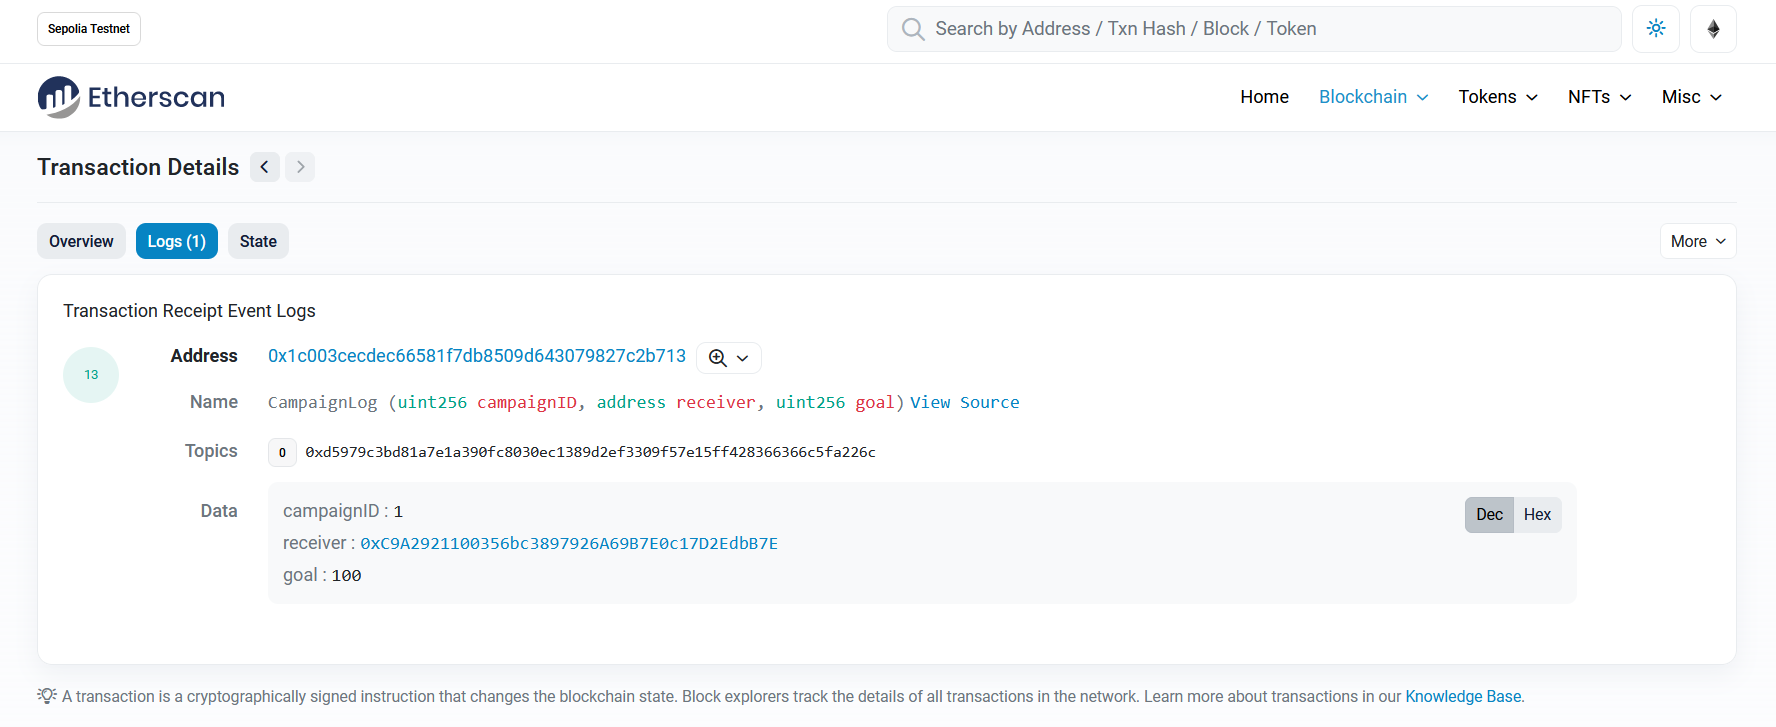 Sepolia Testnet
Search by Address / Txn Hash / Block / Token
Etherscan
Home Blockchain Tokens NFTs Misc
Transaction Details
Overview Logs (1) State More
Transaction Receipt Event Logs
13
Address 0x1c003cecdec66581f7db8509d643079827c2b713
Name CampaignLog (uint256 campaignID, address receiver, uint256 goal) View Source
Topics 0 0xd5979c3bd81a7e1a390fc8030ec1389d2ef3309f57e15ff428366366c5fa226c
Data campaignID : 1
Dec Hex
receiver : 0xC9A2921100356bc3897926A69B7E0c17D2EdbB7E
goal : 100
A transaction is a cryptographically signed instruction that changes the blockchain state. Block explorers track the details of all transactions in the network. Learn more about transactions in our Knowledge Base.